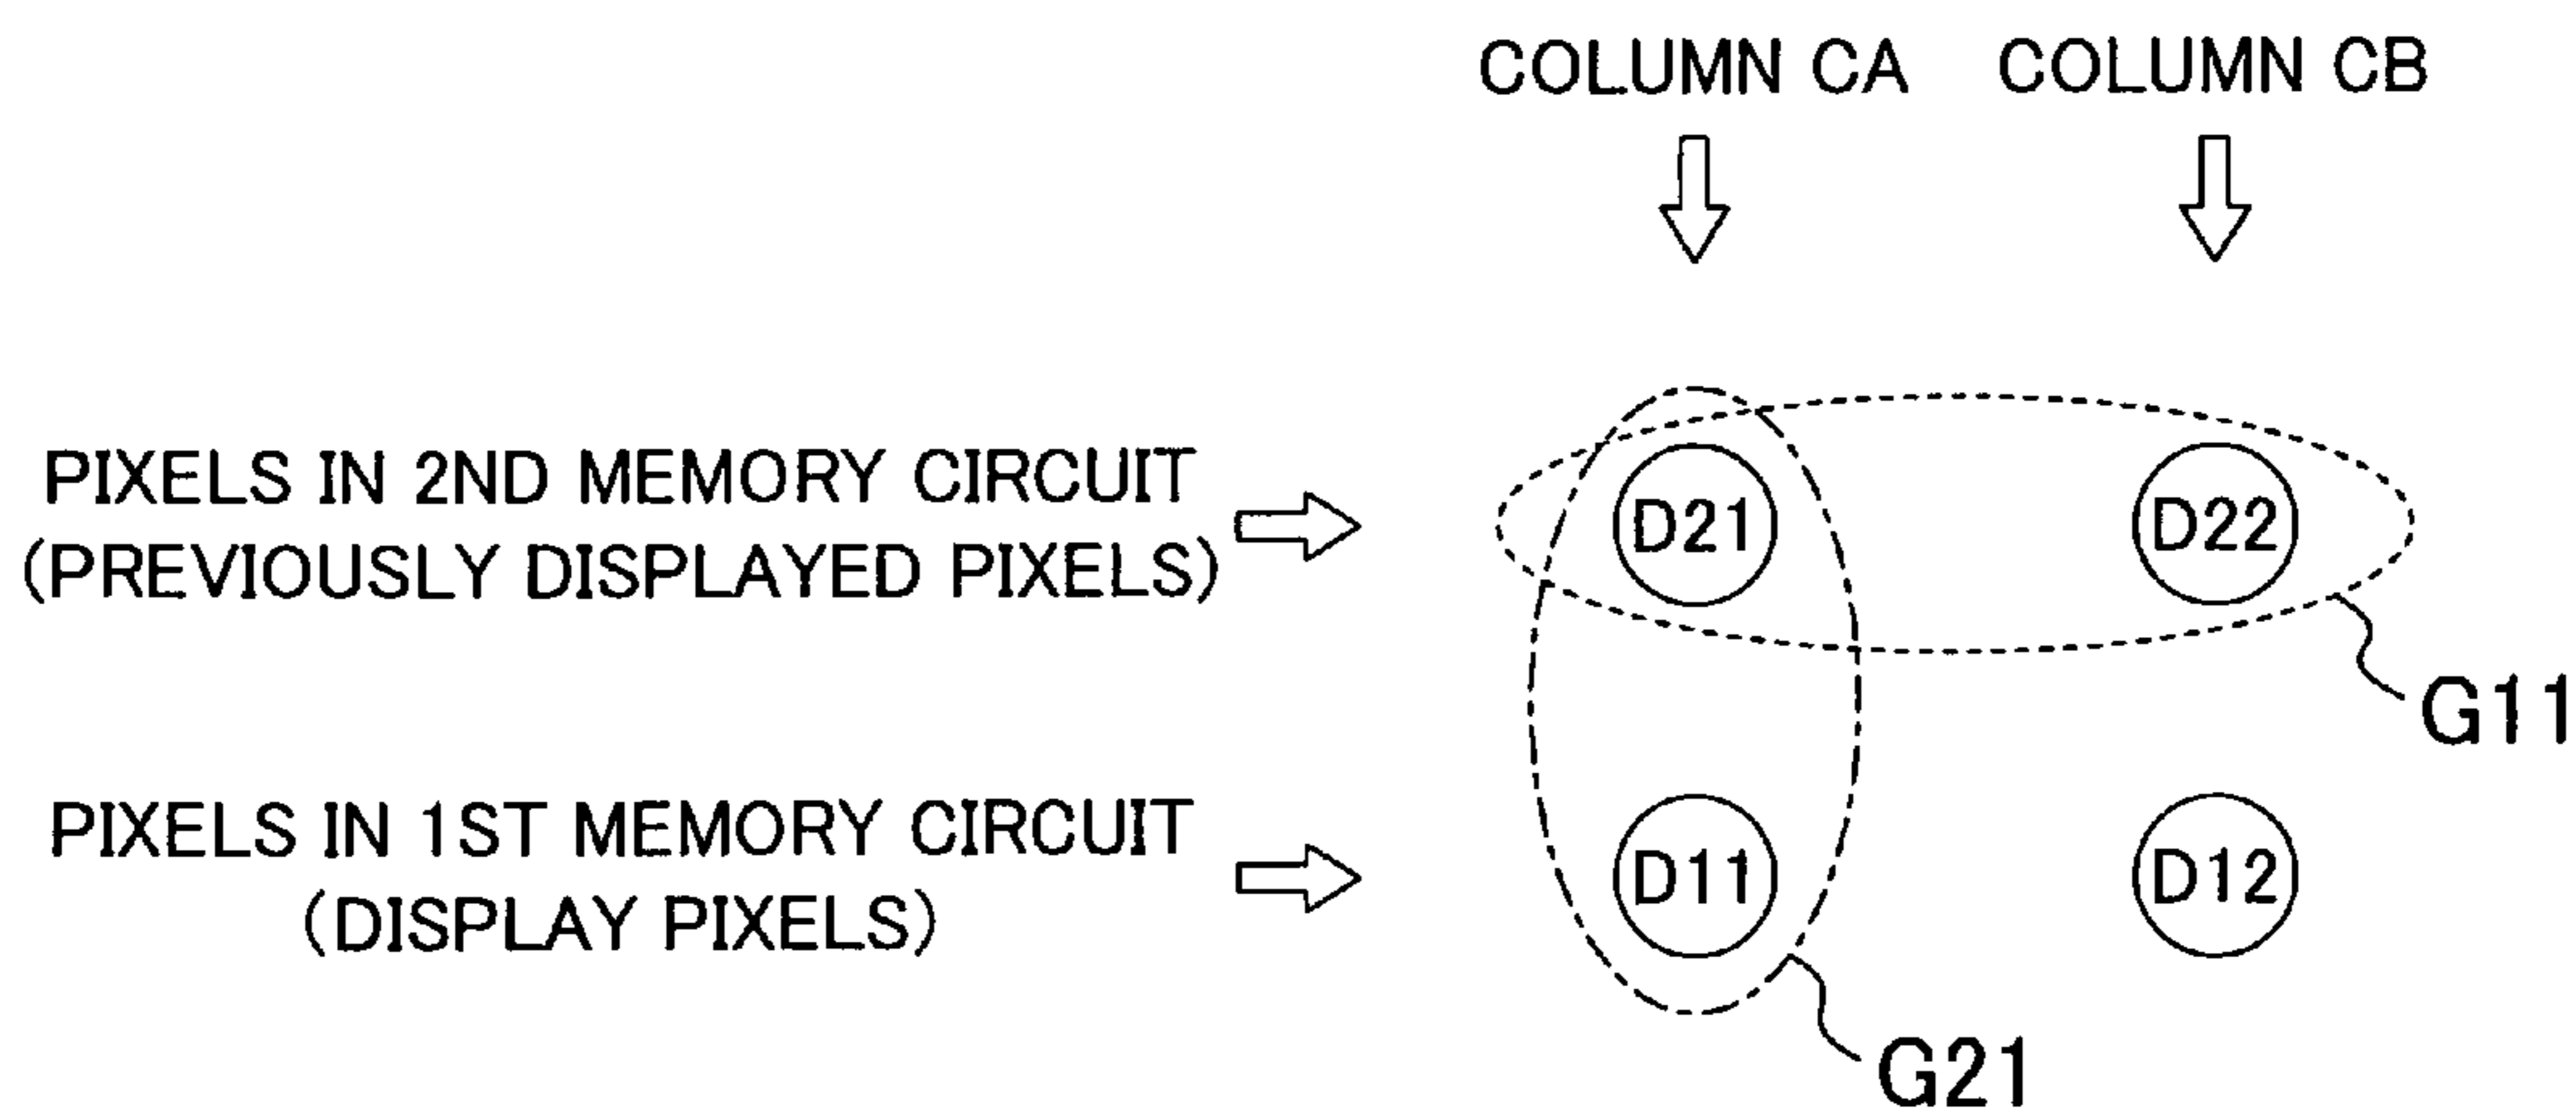 COLUMN CA COLUMN CB
PIXELS IN 2ND MEMORY CIRCUIT
(PREVIOUSLY DISPLAYED PIXELS)
D21 D22
G11
PIXELS IN 1ST MEMORY CIRCUIT
(DISPLAY PIXELS)
D11 D12
G21